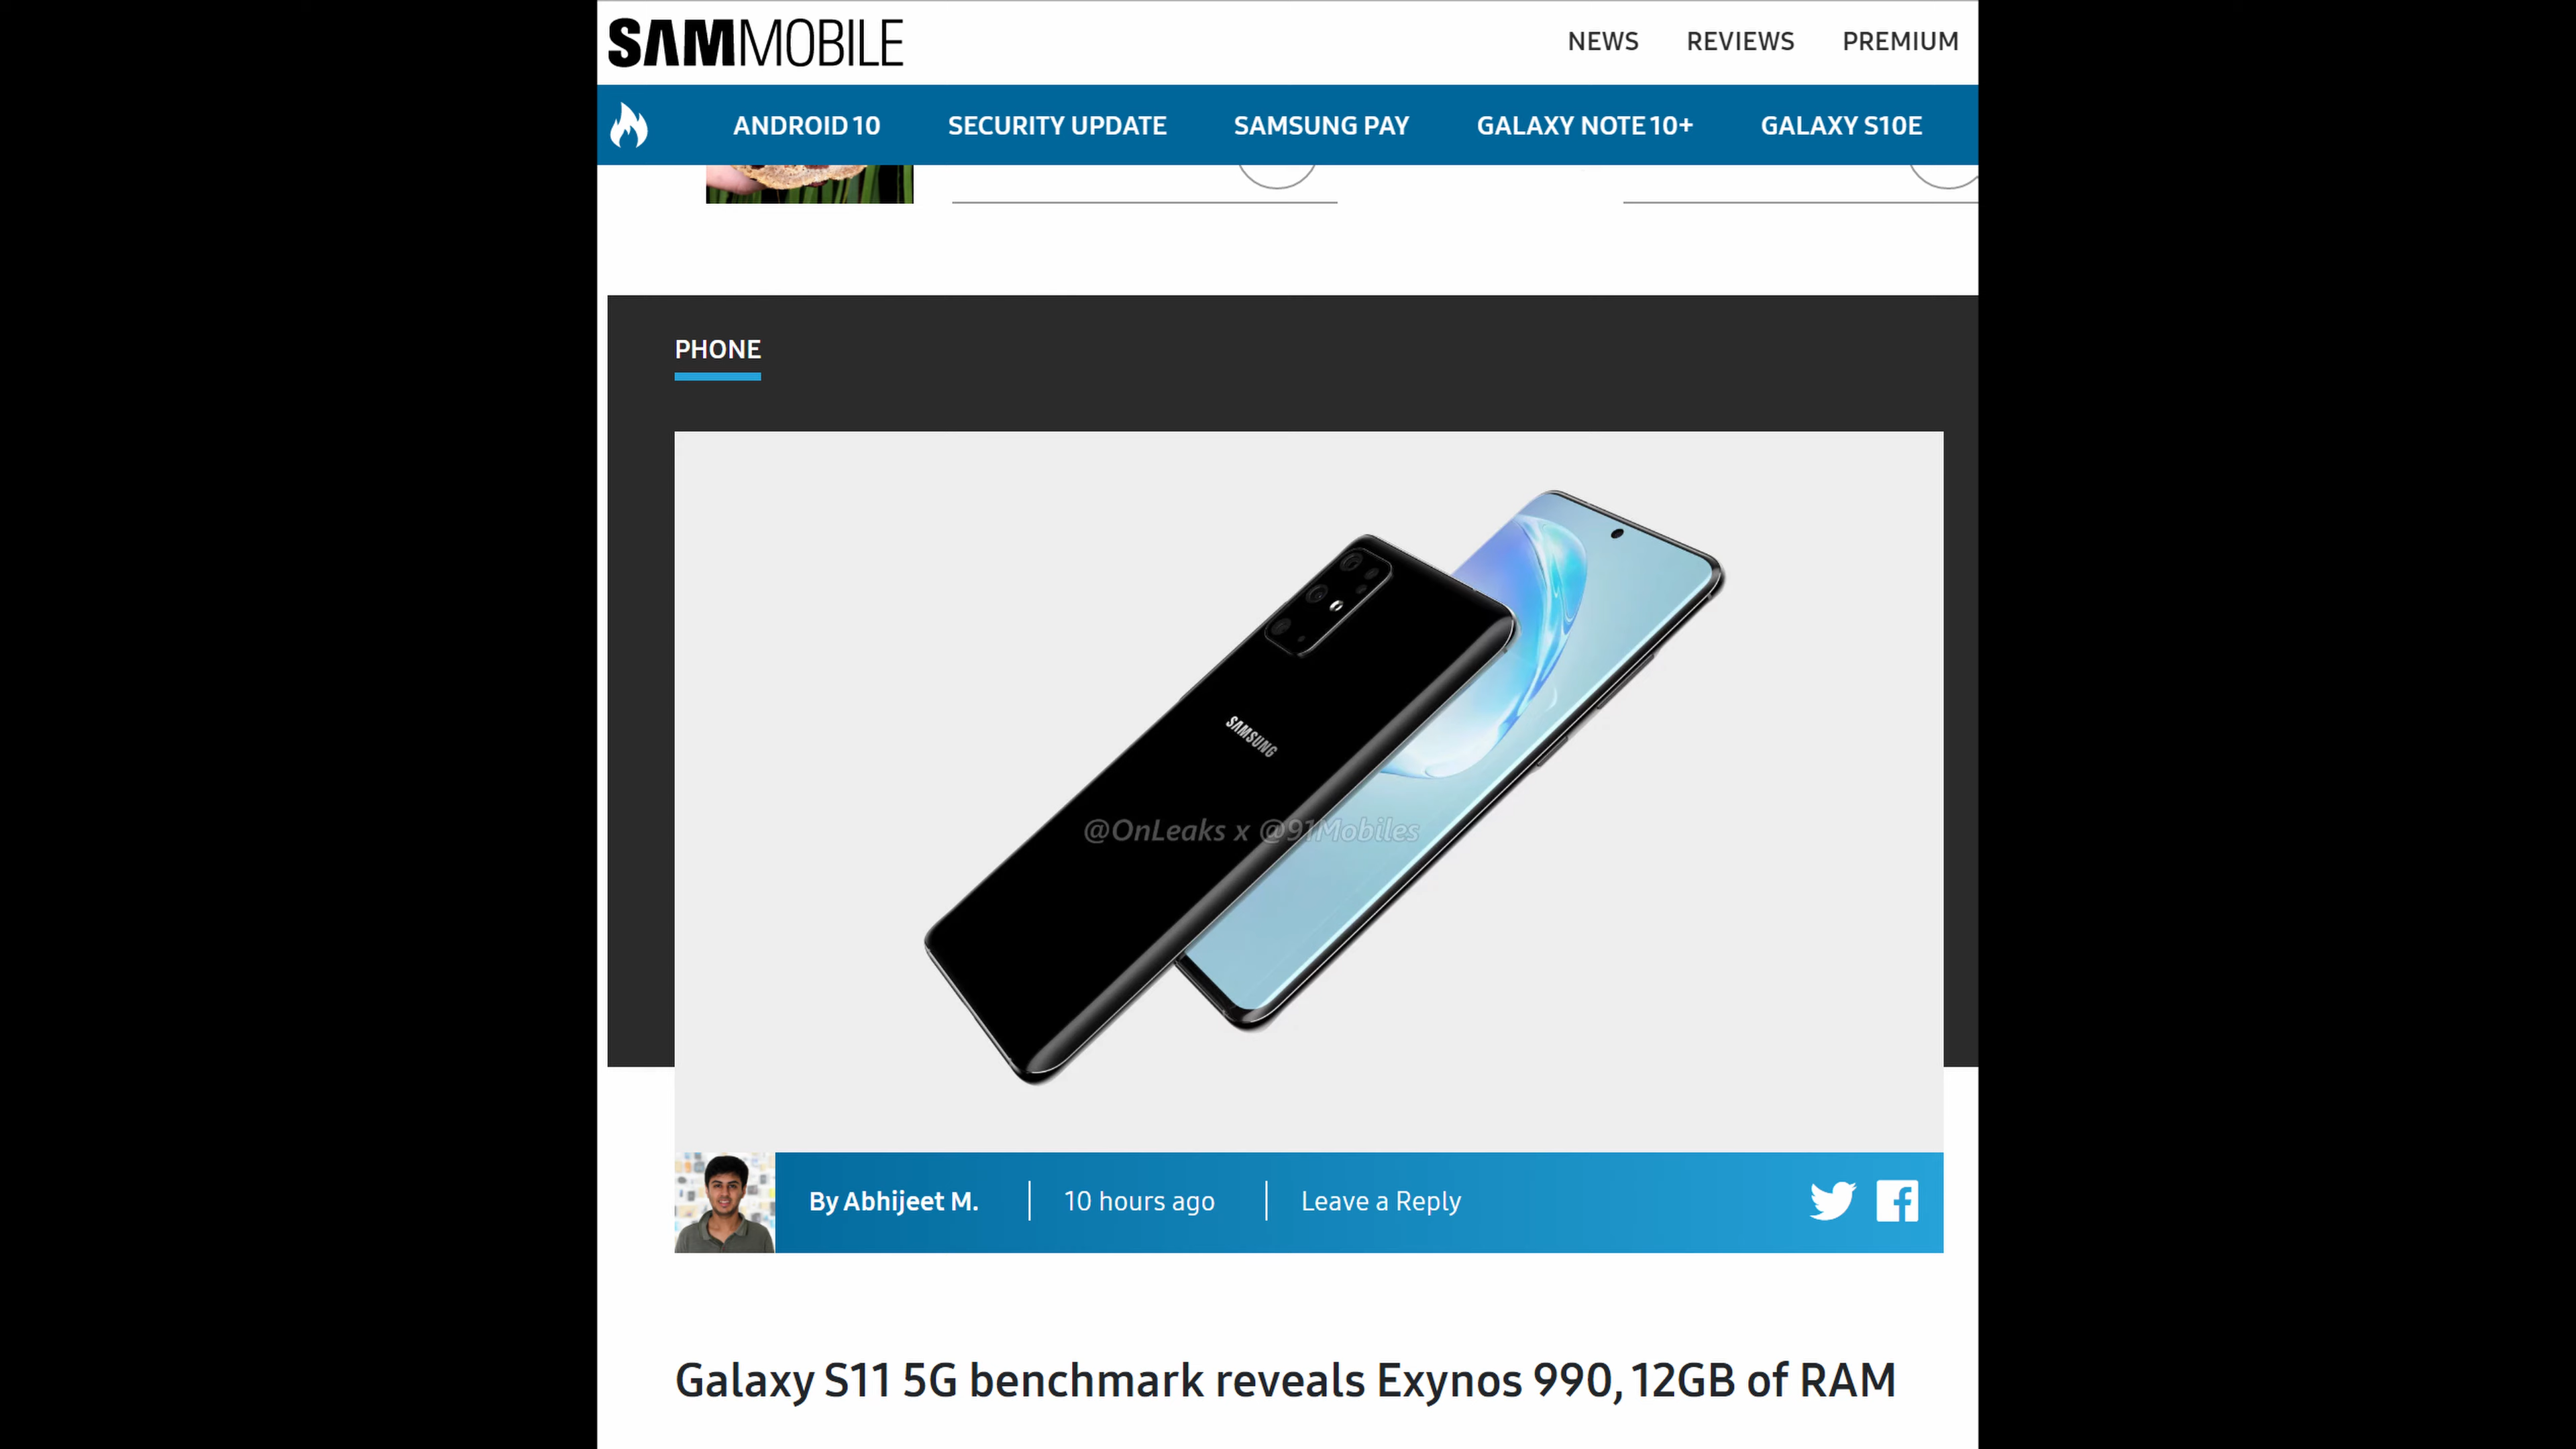 SAMMOBILE
NEWS REVIEWS PREMIUM
ANDROID 10 SECURITY UPDATE SAMSUNG PAY GALAXY NOTE 10+ GALAXY S10E
PHONE
SAMSUNG
@OnLeaks x @91Mobiles
By Abhijeet M. 10 hours ago Leave a Reply
Galaxy S11 5G benchmark reveals Exynos 990, 12GB of RAM